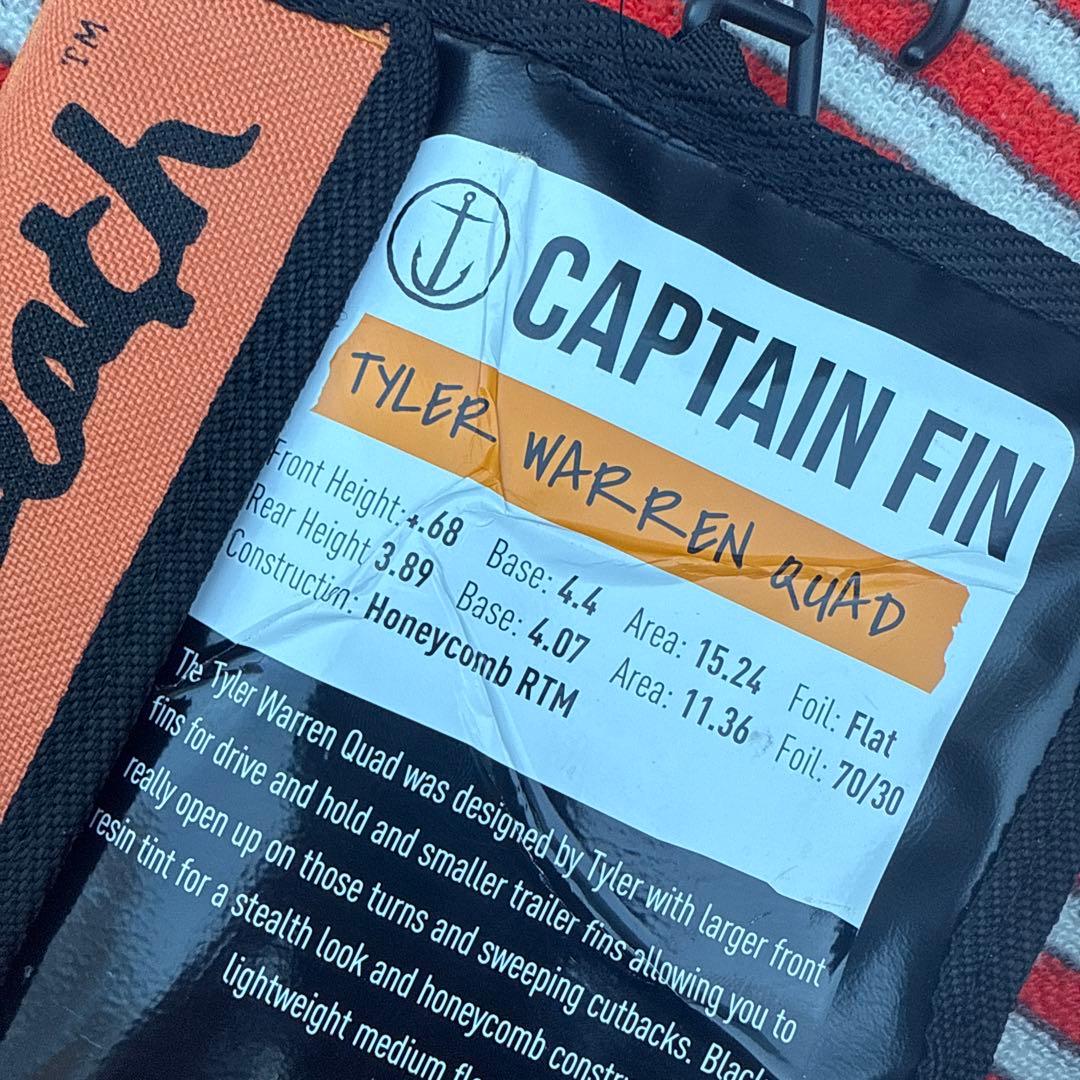 TM
CAPTAIN FIN
TYLER WARREN QUAD
Front Height: 4.68 Base: 4.4 Area: 15.24 Foil: Flat
Rear Height 3.89 Base: 4.07 Area: 11.36 Foil: 70/30
Construction: Honeycomb RTM
The Tyler Warren Quad was designed by Tyler with larger front
fins for drive and hold and smaller trailer fins allowing you to
really open up on those turns and sweeping cutbacks. Black
resin tint for a stealth look and honeycomb constru
lightweight medium fl